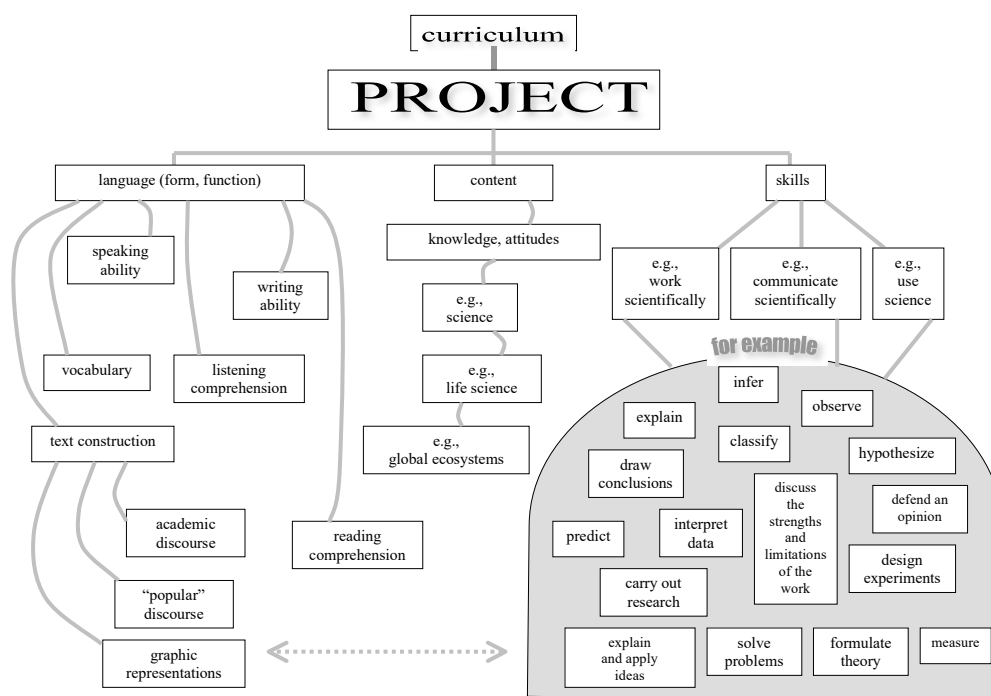 curriculum
PROJECT
language (form, function)
content
skills
speaking
ability
writing
ability
vocabulary
listening
comprehension
text construction
academic
discourse
reading
comprehension
“popular”
discourse
graphic
representations
knowledge, attitudes
e.g.,
science
e.g.,
life science
e.g.,
global ecosystems
e.g.,
work
scientifically
e.g.,
communicate
scientifically
e.g.,
use
science
for example
infer
observe
explain
classify
hypothesize
draw
conclusions
discuss
the
strengths
and
limitations
of the
work
defend an
opinion
predict
interpret
data
design
experiments
carry out
research
explain
and apply
ideas
solve
problems
formulate
theory
measure